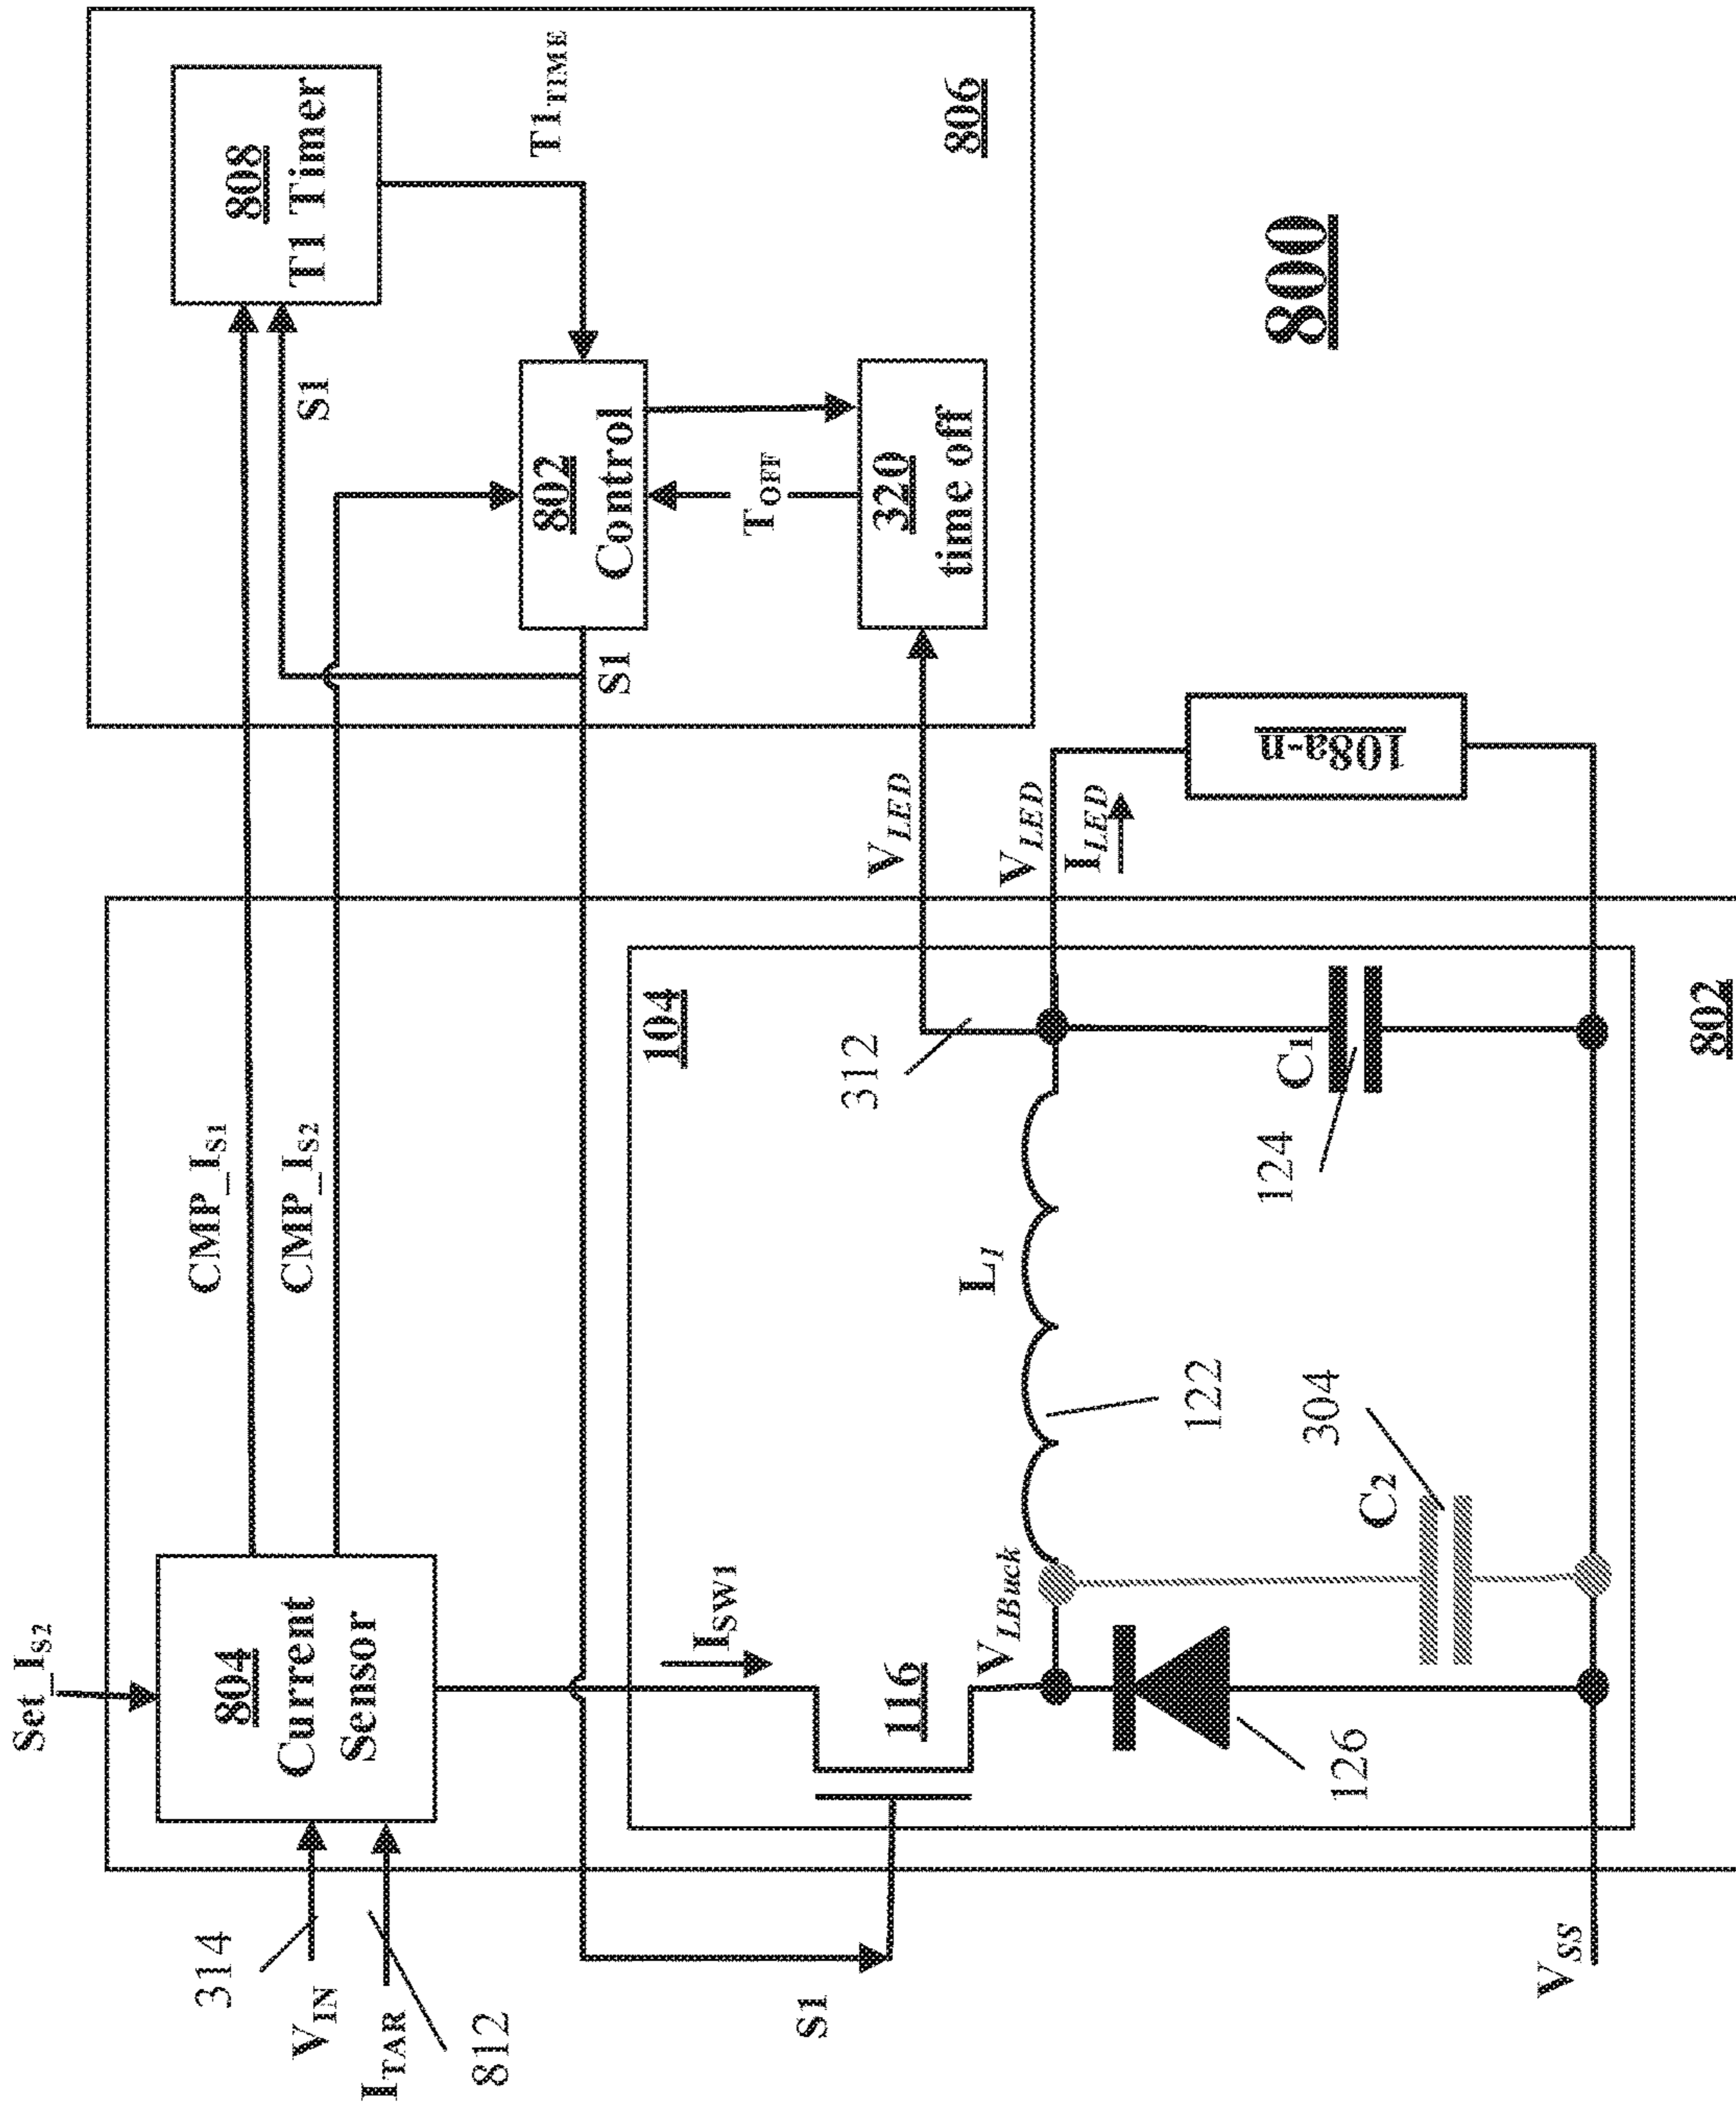 Set_IS2
314
VIN
ITAR
812
804
Current
Sensor
CMP_IS1
CMP_IS2
808
T1 Timer
T1TIME
S1
802
Control
S1
TOFF
320
time off
806
VLED
VLED
ILED
108a-n
800
104
312
ISW1
116
VLBuck
L1
122
C1
124
C2
304
126
S1
VSS
802